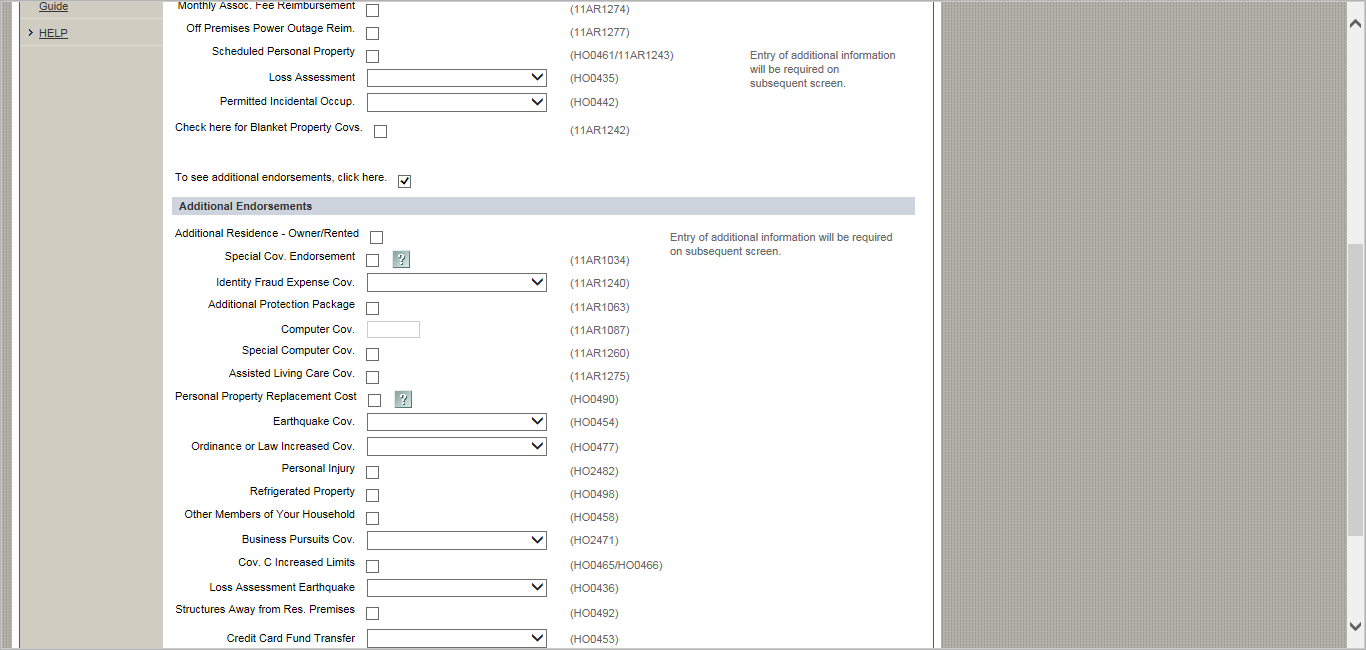 Guide
HELP
Monthly Assoc. Fee Reimbursement (11AR1274)
Off Premises Power Outage Reim. (11AR1277)
Scheduled Personal Property (HO0461/11AR1243) Entry of additional information
will be required on
subsequent screen.
Loss Assessment (HO0435)
Permitted Incidental Occup. (HO0442)
Check here for Blanket Property Covs. (11AR1242)
To see additional endorsements, click here.
Additional Endorsements
Additional Residence - Owner/Rented Entry of additional information will be required
on subsequent screen.
Special Cov. Endorsement ? (11AR1034)
Identity Fraud Expense Cov. (11AR1240)
Additional Protection Package (11AR1063)
Computer Cov. (11AR1087)
Special Computer Cov. (11AR1260)
Assisted Living Care Cov. (11AR1275)
Personal Property Replacement Cost ? (HO0490)
Earthquake Cov. (HO0454)
Ordinance or Law Increased Cov. (HO0477)
Personal Injury (HO2482)
Refrigerated Property (HO0498)
Other Members of Your Household (HO0458)
Business Pursuits Cov. (HO2471)
Cov. C Increased Limits (HO0465/HO0466)
Loss Assessment Earthquake (HO0436)
Structures Away from Res. Premises (HO0492)
Credit Card Fund Transfer (HO0453)